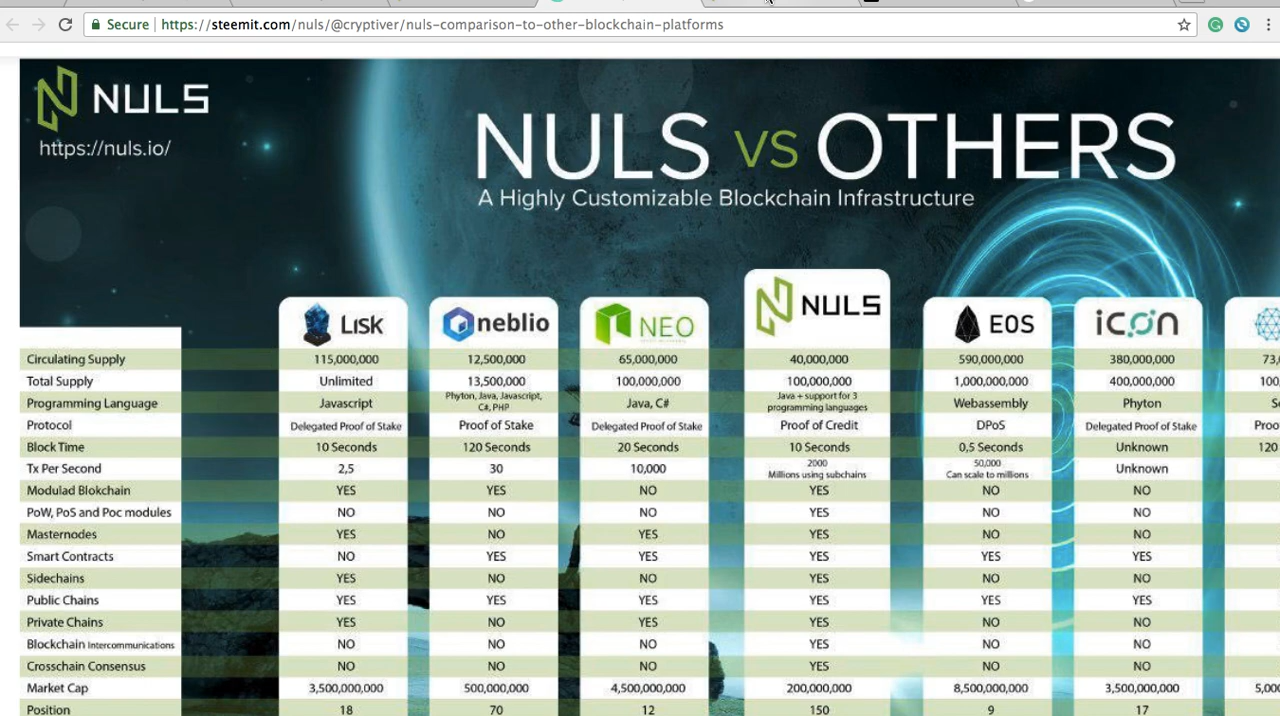 Secure | https://steemit.com/nuls/@cryptiver/nuls-comparison-to-other-blockchain-platforms
NULS
https://nuls.io/
NULS VS OTHERS
A Highly Customizable Blockchain Infrastructure
Lisk neblio NEO NULS EOS icon
Circulating Supply 115,000,000 12,500,000 65,000,000 40,000,000 590,000,000 380,000,000 73,
Total Supply Unlimited 13,500,000 100,000,000 100,000,000 1,000,000,000 400,000,000 100
Programming Language Javascript Phyton, Java, Javascript, C#, PHP Java, C# Java + support for 3 programming languages Webassembly Phyton
Protocol Delegated Proof of Stake Proof of Stake Delegated Proof of Stake Proof of Credit DPoS Delegated Proof of Stake Proo
Block Time 10 Seconds 120 Seconds 20 Seconds 10 Seconds 0,5 Seconds Unknown 120
Tx Per Second 2,5 30 10,000 2000 Millions using subchains 50,000 Can scale to millions Unknown
Modulad Blokchain YES YES NO YES NO NO
PoW, PoS and Poc modules NO NO NO YES NO NO
Masternodes YES NO YES YES NO NO
Smart Contracts NO YES YES YES YES YES
Sidechains YES NO NO YES NO NO
Public Chains YES YES YES YES YES YES
Private Chains YES NO YES YES NO NO
Blockchain Intercommunications NO NO NO YES NO NO
Crosschain Consensus NO NO NO YES NO NO
Market Cap 3,500,000,000 500,000,000 4,500,000,000 200,000,000 8,500,000,000 3,500,000,000 5,00
Position 18 70 12 150 9 17